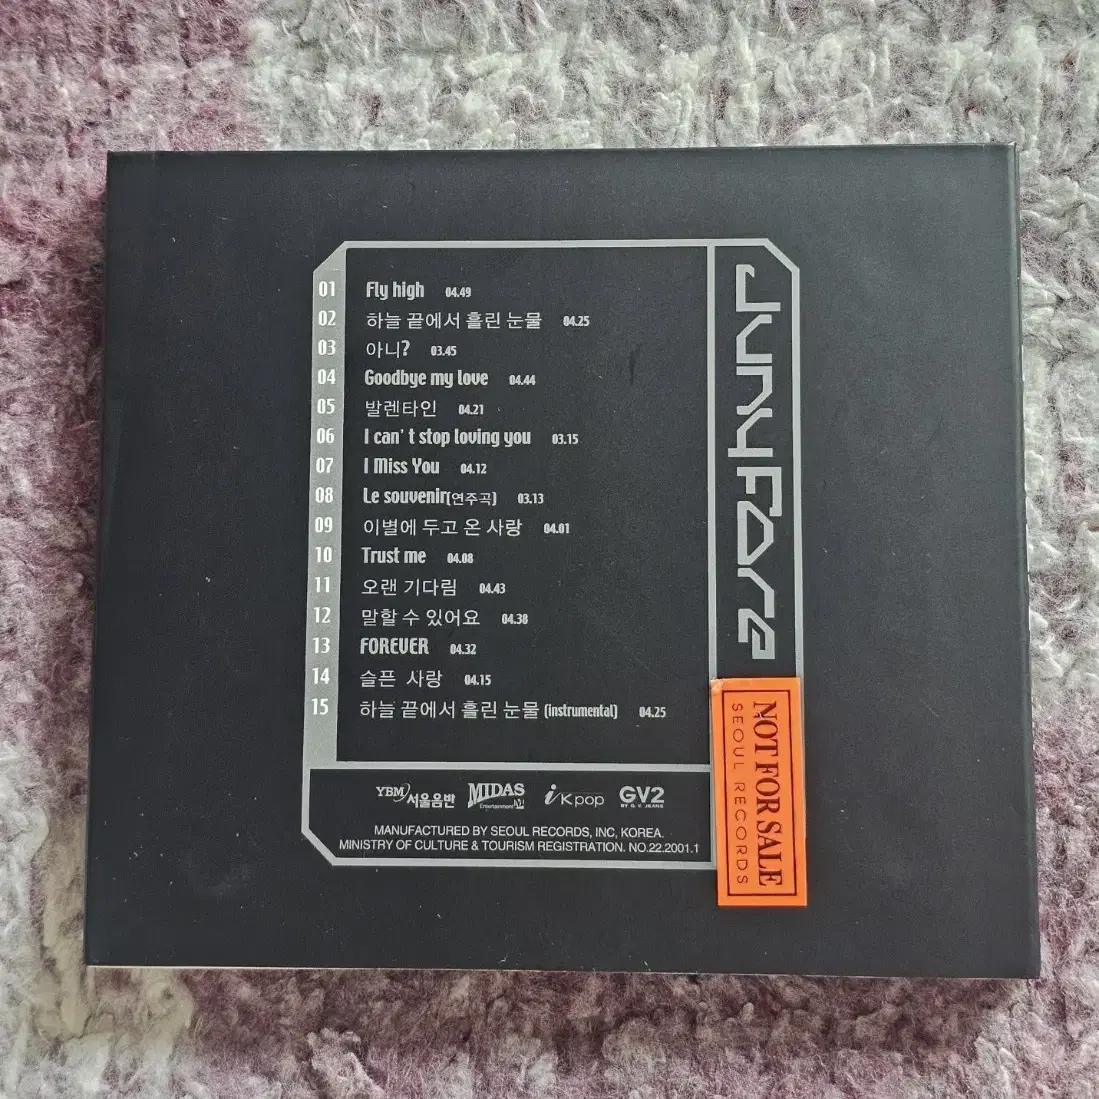 01 Fly high 04.49
02 하늘 끝에서 흘린 눈물 04.25
03 아니? 03.45
04 Goodbye my love 04.44
05 발렌타인 04.21
06 I can't stop loving you 03.15
07 I Miss You 04.12
08 Le souvenir(연주곡) 03.13
09 이별에 두고 온 사랑 04.01
10 Trust me 04.08
11 오랜 기다림 04.43
12 말할 수 있어요 04.38
13 FOREVER 04.32
14 슬픈 사랑 04.15
15 하늘 끝에서 흘린 눈물 (instrumental) 04.25
YBM 서울음반 MIDAS Entertainment iKpop GV2 BY G.V. JEANS
MANUFACTURED BY SEOUL RECORDS, INC, KOREA.
MINISTRY OF CULTURE & TOURISM REGISTRATION. NO.22.2001.1
NOT FOR SALE
SEOUL RECORDS